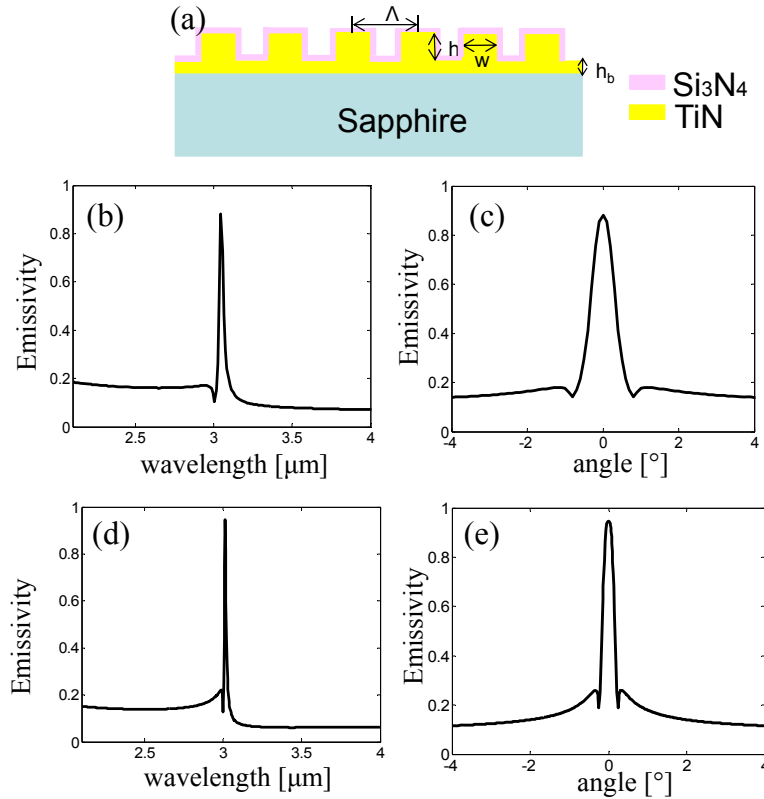 (a)
Λ
h
w
h_b
Si₃N₄
TiN
Sapphire
(b)
1
0.8
0.6
0.4
0.2
0
2.5
3
3.5
4
Emissivity
wavelength [μm]
(c)
1
0.8
0.6
0.4
0.2
0
-4
-2
0
2
4
Emissivity
angle [°]
(d)
1
0.8
0.6
0.4
0.2
0
2.5
3
3.5
4
Emissivity
wavelength [μm]
(e)
1
0.8
0.6
0.4
0.2
0
-4
-2
0
2
4
Emissivity
angle [°]